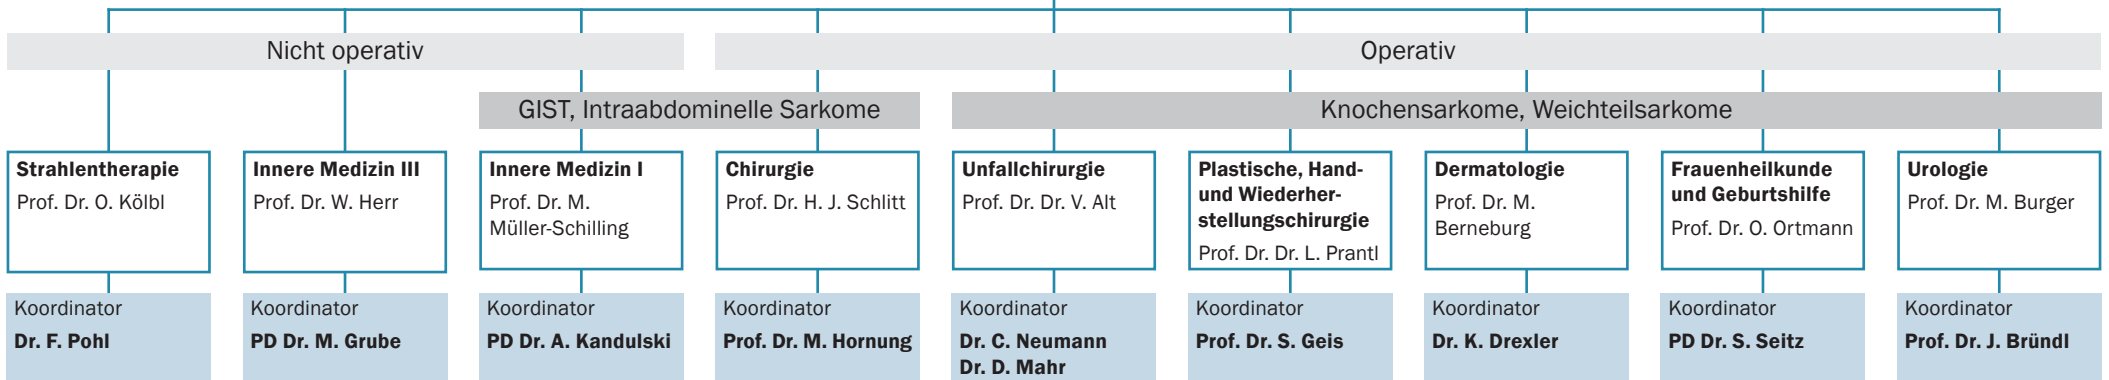 Nicht operativ
Operativ
GIST, Intraabdominelle Sarkome
Knochensarkome, Weichteilsarkome
Strahlentherapie
Prof. Dr. O. Kölbl
Innere Medizin III
Prof. Dr. W. Herr
Innere Medizin I
Prof. Dr. M.
Müller-Schilling
Chirurgie
Prof. Dr. H. J. Schlitt
Unfallchirurgie
Prof. Dr. Dr. V. Alt
Plastische, Hand-
und Wiederher-
stellungschirurgie
Prof. Dr. Dr. L. Prantl
Dermatologie
Prof. Dr. M.
Berneburg
Frauenheilkunde
und Geburtshilfe
Prof. Dr. O. Ortmann
Urologie
Prof. Dr. M. Burger
Koordinator
Dr. F. Pohl
Koordinator
PD Dr. M. Grube
Koordinator
PD Dr. A. Kandulski
Koordinator
Prof. Dr. M. Hornung
Koordinator
Dr. C. Neumann
Dr. D. Mahr
Koordinator
Prof. Dr. S. Geis
Koordinator
Dr. K. Drexler
Koordinator
PD Dr. S. Seitz
Koordinator
Prof. Dr. J. Bründl